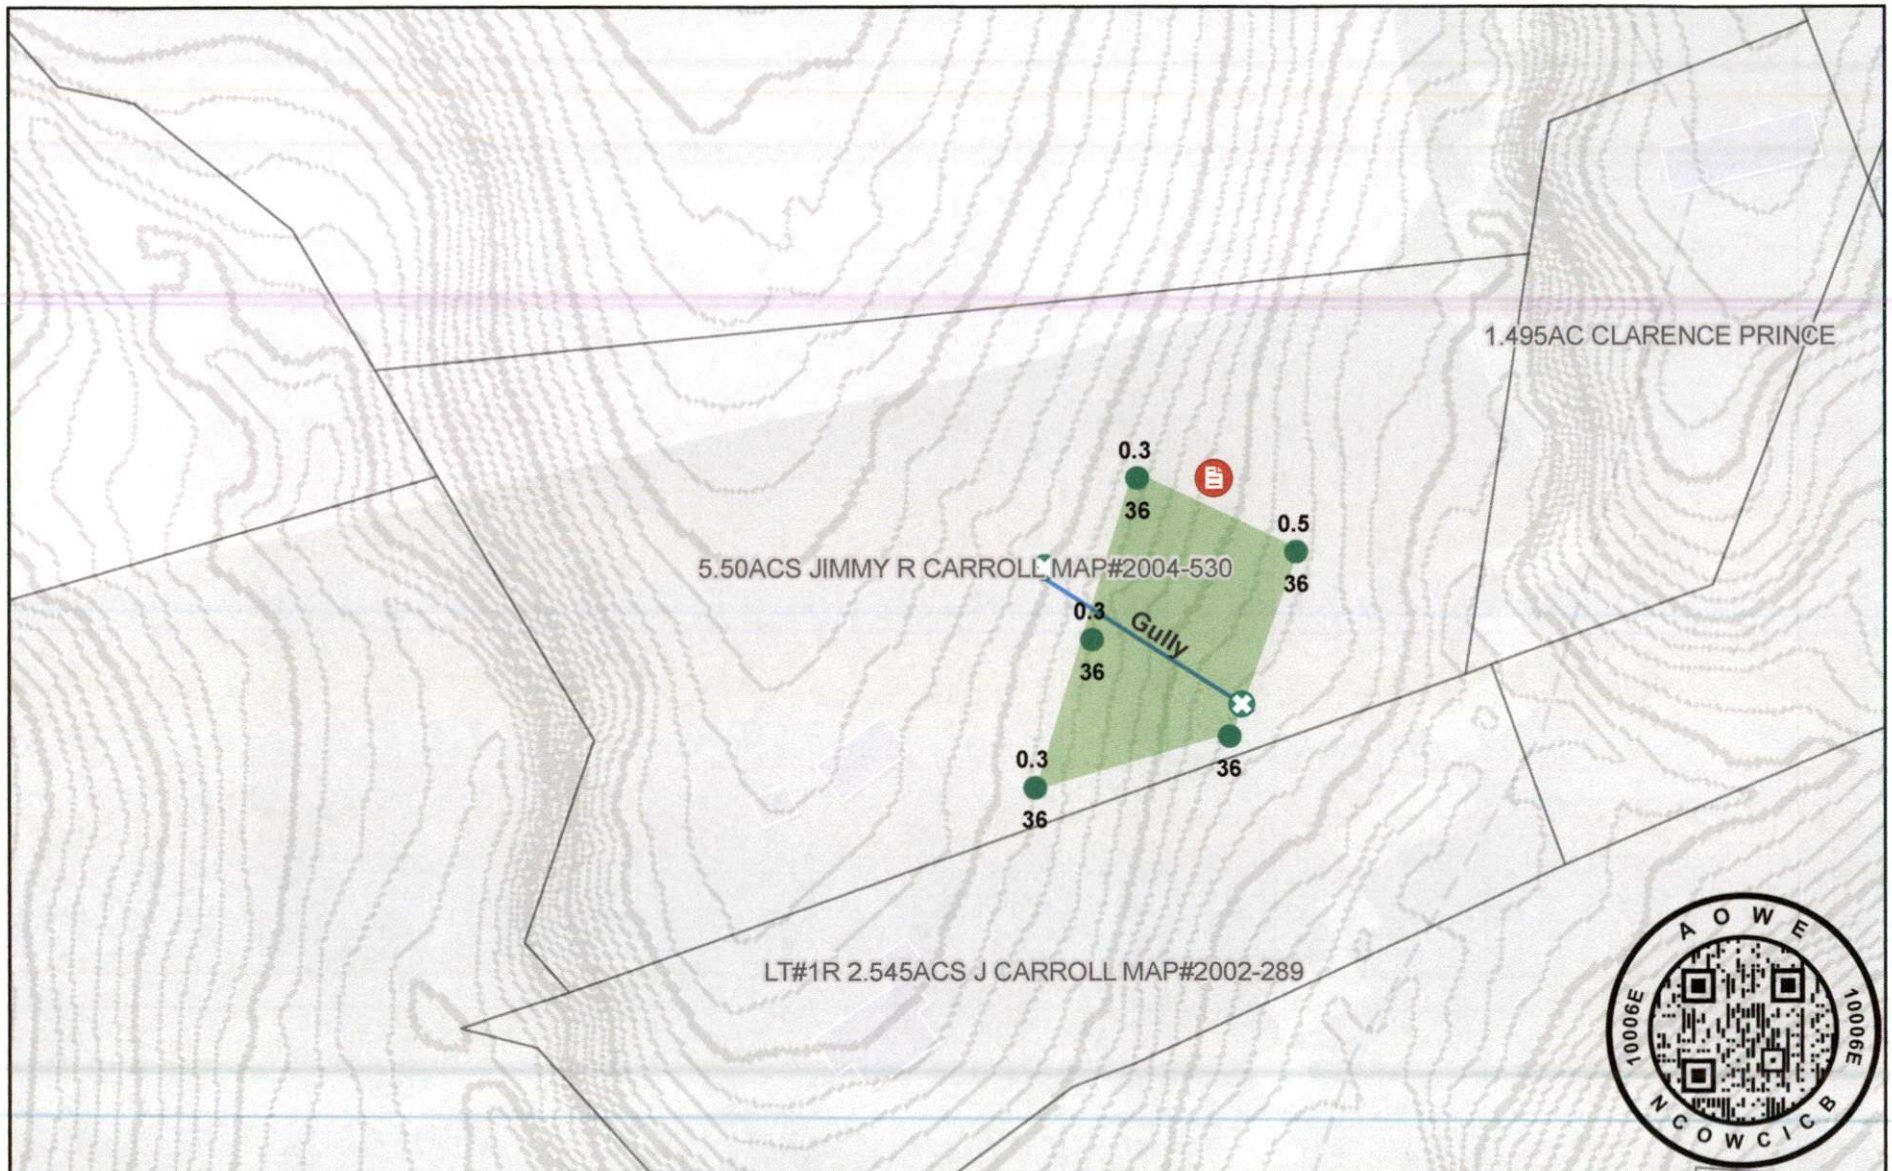 1.495AC CLARENCE PRINCE
0.3
36
0.5
36
5.50ACS JIMMY R CARROLL MAP#2004-530
0.3
36
Gully
0.3
36
36
LT#1R 2.545ACS J CARROLL MAP#2002-289
AOWE
10006E
10006E
NCOWCICB